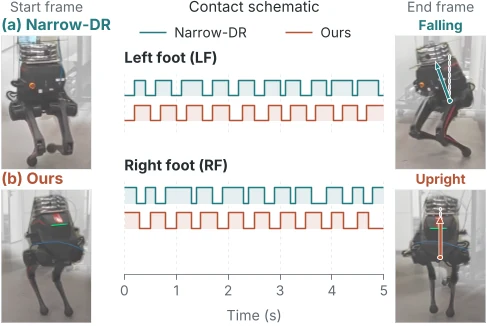 Start frame
Contact schematic
End frame
(a) Narrow-DR
Narrow-DR
Ours
Falling
Left foot (LF)
Right foot (RF)
(b) Ours
Upright
0 1 2 3 4 5
Time (s)